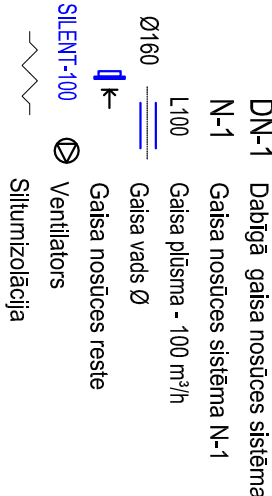 DN-1 Dabīgā gaisa nosūces sistēma
N-1 Gaisa nosūces sistēma N-1
L100 Gaisa plūsma - 100 m³/h
Ø160 Gaisa vads Ø
Gaisa nosūces reste
SILENT-100 Ventilators
Siltumizolācija